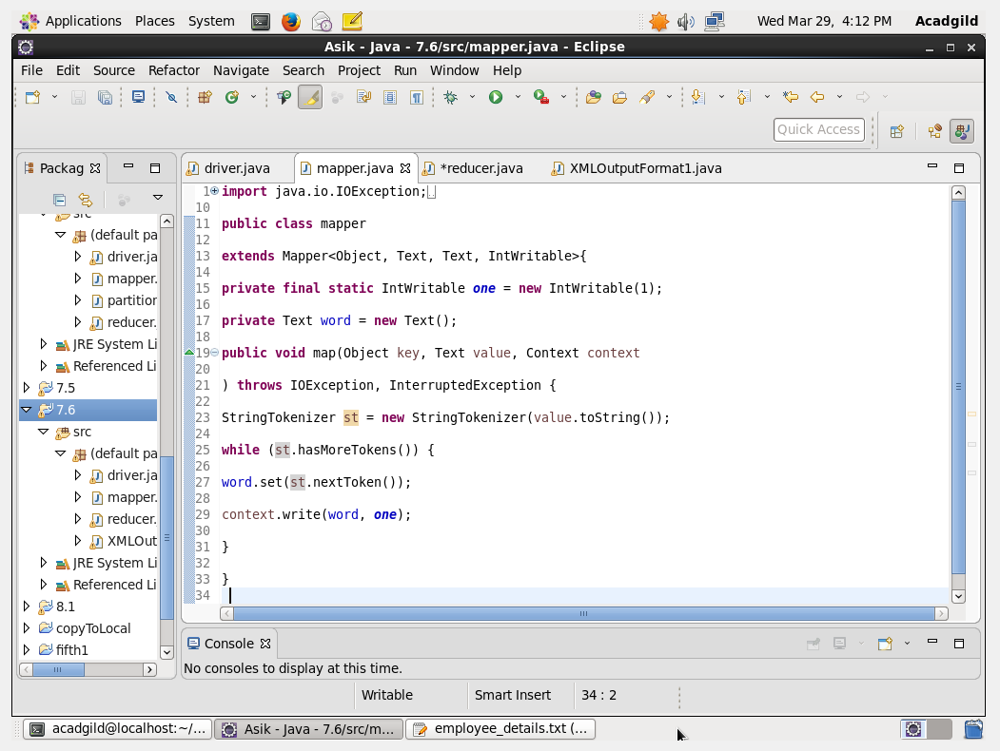 Applications Places System Wed Mar 29, 4:12 PM Acadgild
Asik - Java - 7.6/src/mapper.java - Eclipse
File Edit Source Refactor Navigate Search Project Run Window Help
Quick Access
Packag
(default pa
driver.ja
mapper.
partition
reducer.
JRE System Li
Referenced Li
7.5
7.6
src
(default pa
driver.ja
mapper.
reducer.
XMLOut
JRE System Li
Referenced Li
8.1
copyToLocal
fifth1
driver.java mapper.java *reducer.java XMLOutputFormat1.java
1 import java.io.IOException;
10
11 public class mapper
12
13 extends Mapper<Object, Text, Text, IntWritable>{
14
15 private final static IntWritable one = new IntWritable(1);
16
17 private Text word = new Text();
18
19 public void map(Object key, Text value, Context context
20
21 ) throws IOException, InterruptedException {
22
23 StringTokenizer st = new StringTokenizer(value.toString());
24
25 while (st.hasMoreTokens()) {
26
27 word.set(st.nextToken());
28
29 context.write(word, one);
30
31 }
32
33 }
34
Console
No consoles to display at this time.
Writable Smart Insert 34 : 2
acadgild@localhost:~/... Asik - Java - 7.6/src/m... employee_details.txt (...